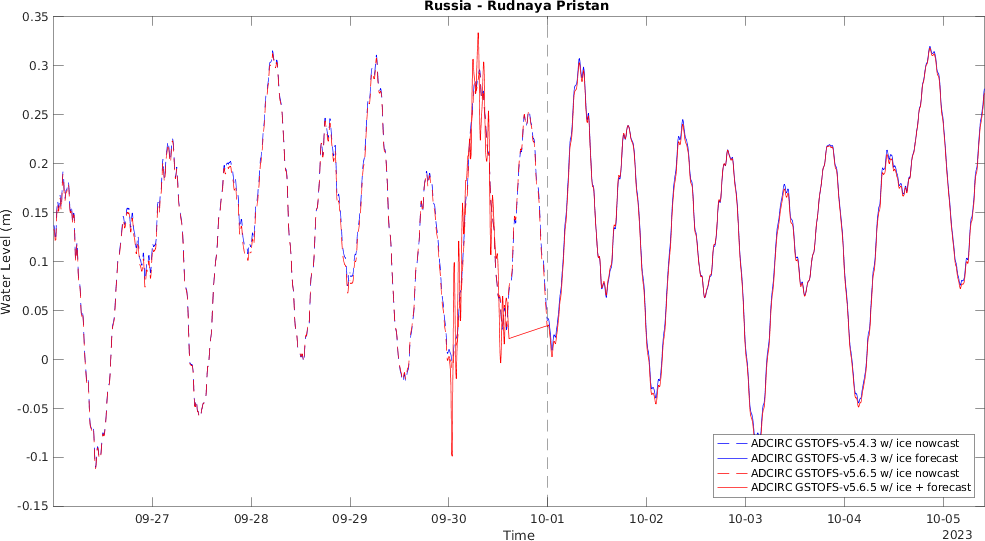 Russia - Rudnaya Pristan
Water Level (m)
0.35
0.3
0.25
0.2
0.15
0.1
0.05
0
-0.05
-0.1
-0.15
ADCIRC GSTOFS-v5.4.3 w/ ice nowcast
ADCIRC GSTOFS-v5.4.3 w/ ice forecast
ADCIRC GSTOFS-v5.6.5 w/ ice nowcast
ADCIRC GSTOFS-v5.6.5 w/ ice + forecast
09-27 09-28 09-29 09-30 10-01 10-02 10-03 10-04 10-05
Time
2023